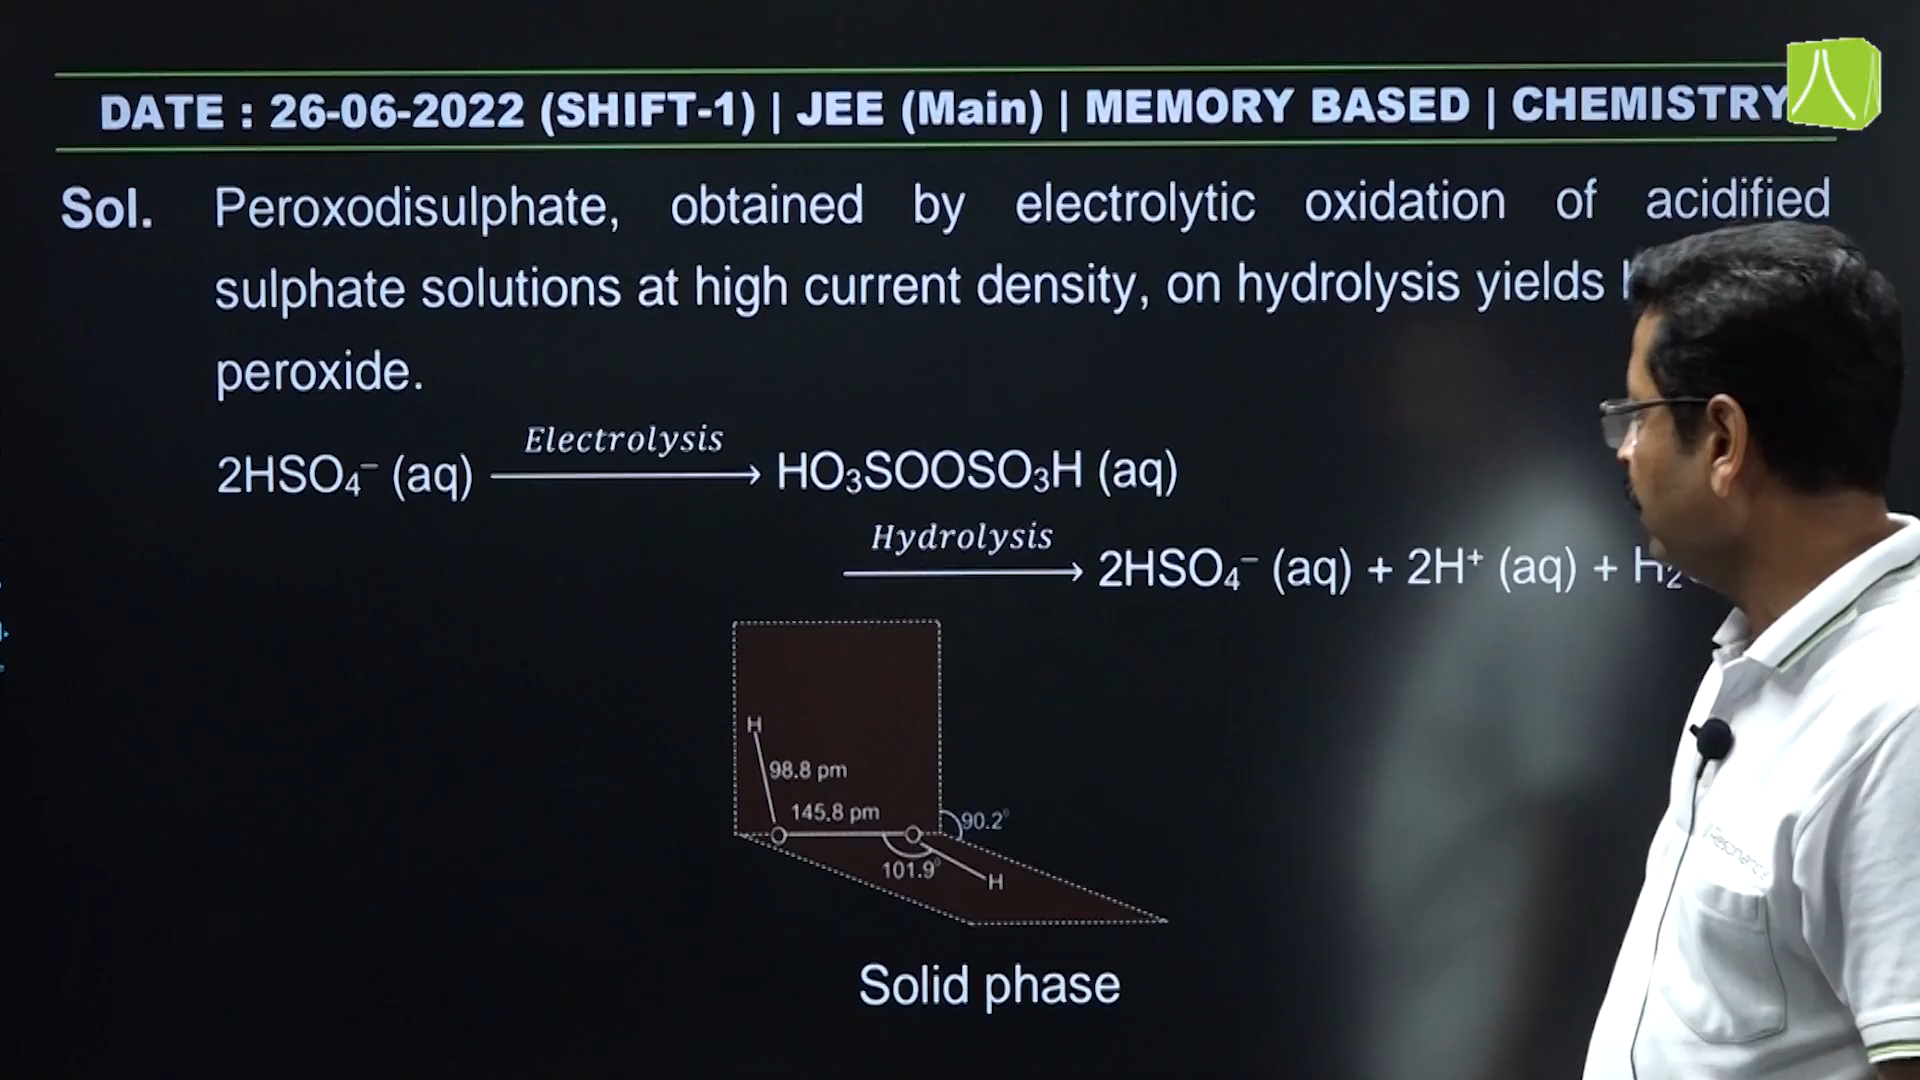 DATE : 26-06-2022 (SHIFT-1) | JEE (Main) | MEMORY BASED | CHEMISTRY
Sol. Peroxodisulphate, obtained by electrolytic oxidation of acidified
sulphate solutions at high current density, on hydrolysis yields
peroxide.
Electrolysis
2HSO₄⁻ (aq) ⟶ HO₃SOOSO₃H (aq)
Hydrolysis
⟶ 2HSO₄⁻ (aq) + 2H⁺ (aq) + H₂
H
98.8 pm
145.8 pm
90.2°
O O
101.9°
H
Solid phase
Resonance